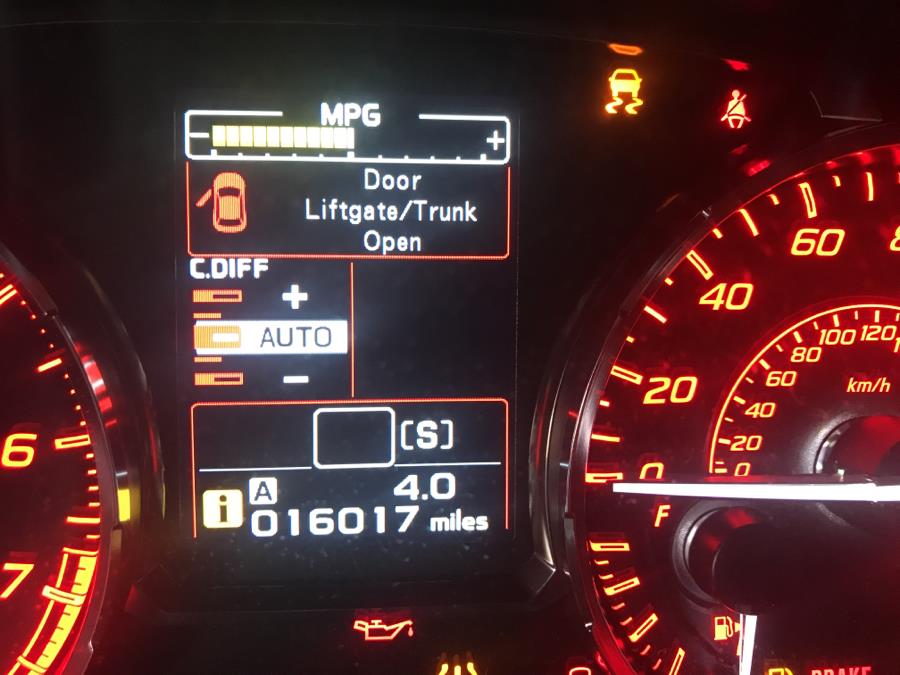 MPG
- +
Door
Liftgate/Trunk
Open
C.DIFF
+
AUTO
-
[S]
i A 4.0
016017 miles
6
7
0
20
40
60
8
0
20
40
60
80
100
120
km/h
F
BRAKE